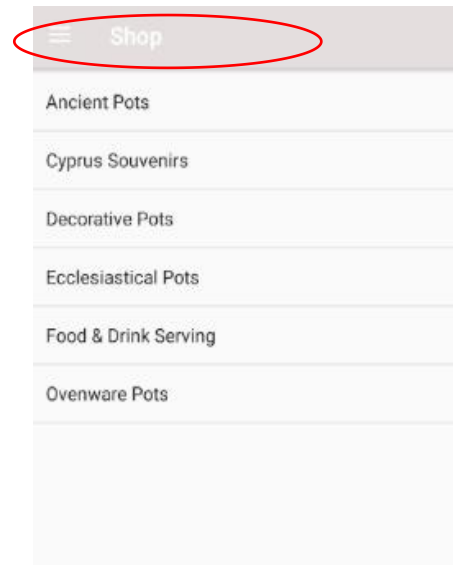 Shop
Ancient Pots
Cyprus Souvenirs
Decorative Pots
Ecclesiastical Pots
Food & Drink Serving
Ovenware Pots